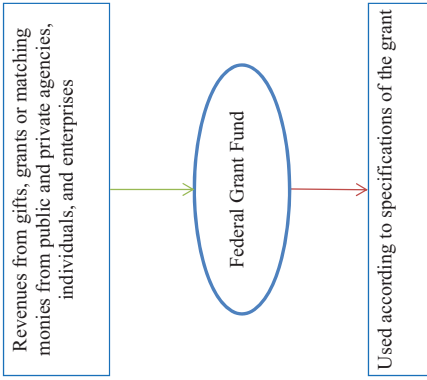 Revenues from gifts, grants or matching
monies from public and private agencies,
individuals, and enterprises
Federal Grant Fund
Used according to specifications of the grant